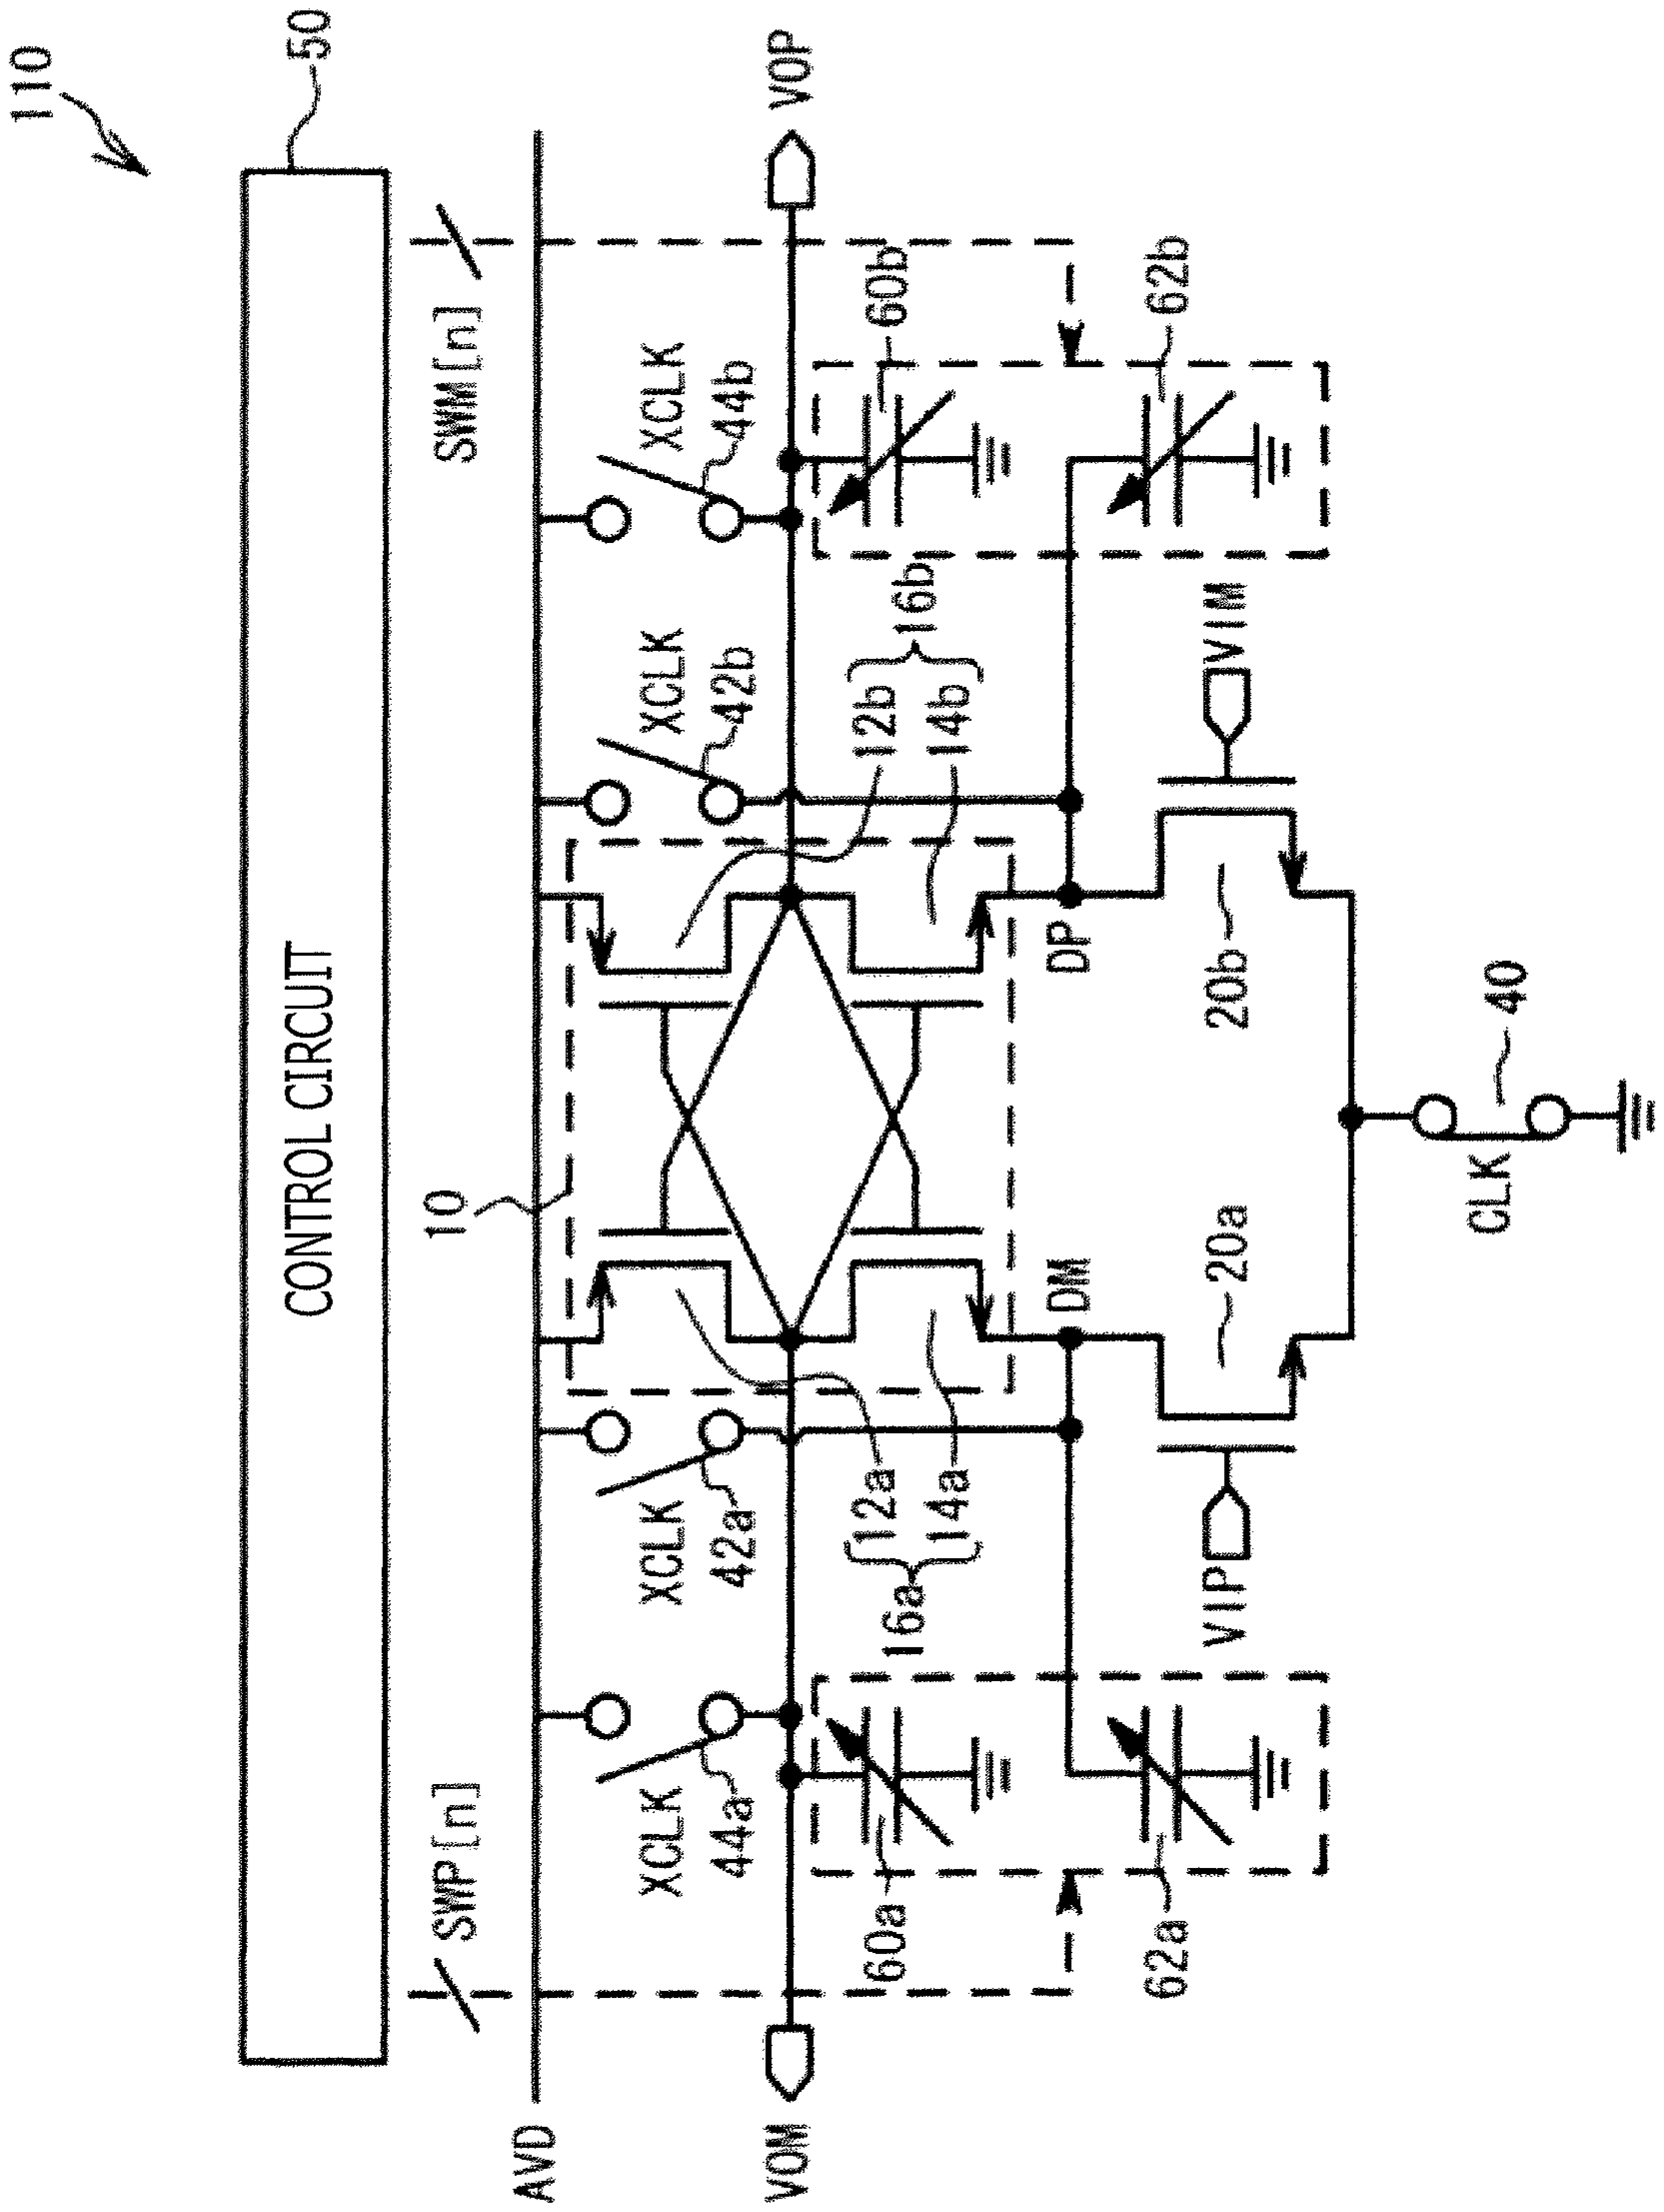 110
50
CONTROL CIRCUIT
SWP[n]
SWM[n]
10
AVD
XCLK
44a
XCLK
42a
XCLK
42b
XCLK
44b
VOM
VOP
60a
16a
12a
14a
12b
14b
16b
60b
62a
DM
DP
62b
VIP
20a
20b
VIM
CLK
40